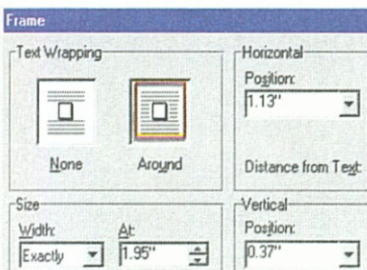 Frame
Text Wrapping
None
Around
Size
Width:
At:
Exactly
1.95"
Horizontal
Position:
1.13"
Distance from Text:
Vertical
Position:
0.37"